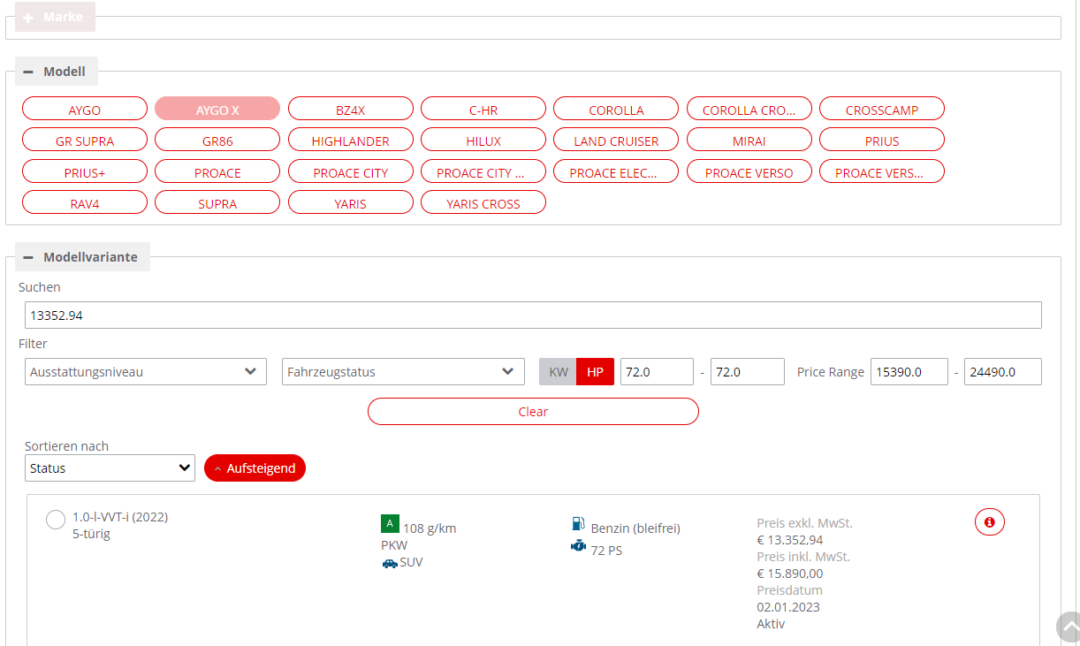 + Marke
− Modell
AYGO AYGO X BZ4X C-HR COROLLA COROLLA CRO... CROSSCAMP
GR SUPRA GR86 HIGHLANDER HILUX LAND CRUISER MIRAI PRIUS
PRIUS+ PROACE PROACE CITY PROACE CITY ... PROACE ELEC... PROACE VERSO PROACE VERS...
RAV4 SUPRA YARIS YARIS CROSS
− Modellvariante
Suchen
13352.94
Filter
Ausstattungsniveau Fahrzeugstatus KW HP 72.0 - 72.0 Price Range 15390.0 - 24490.0
Clear
Sortieren nach
Status Aufsteigend
1.0-l-VVT-i (2022)
5-türig
A 108 g/km
PKW
SUV
Benzin (bleifrei)
72 PS
Preis exkl. MwSt.
€ 13.352,94
Preis inkl. MwSt.
€ 15.890,00
Preisdatum
02.01.2023
Aktiv